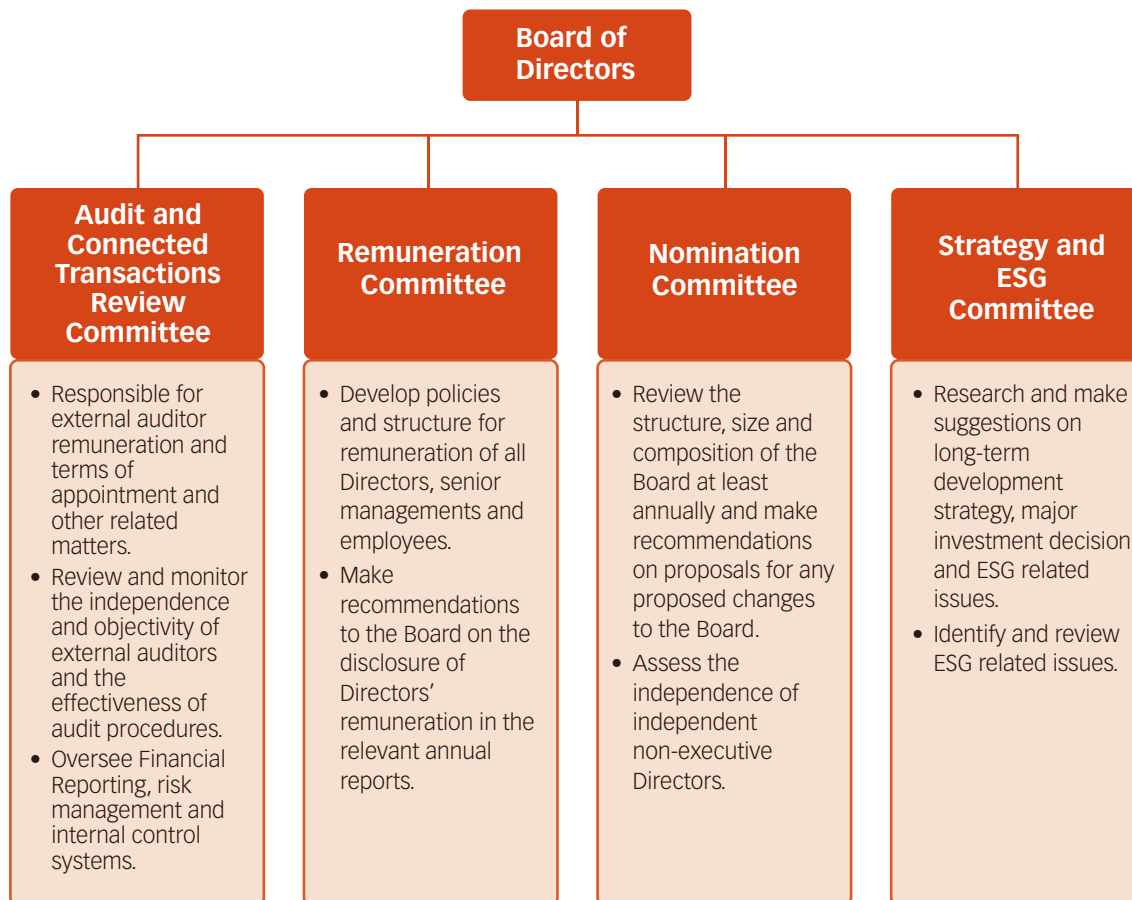 Board of
Directors
Audit and
Connected
Transactions
Review
Committee
• Responsible for
external auditor
remuneration and
terms of
appointment and
other related
matters.
• Review and monitor
the independence
and objectivity of
external auditors
and the
effectiveness of
audit procedures.
• Oversee Financial
Reporting, risk
management and
internal control
systems.
Remuneration
Committee
• Develop policies
and structure for
remuneration of all
Directors, senior
managements and
employees.
• Make
recommendations
to the Board on the
disclosure of
Directors’
remuneration in the
relevant annual
reports.
Nomination
Committee
• Review the
structure, size and
composition of the
Board at least
annually and make
recommendations
on proposals for any
proposed changes
to the Board.
• Assess the
independence of
independent
non-executive
Directors.
Strategy and
ESG
Committee
• Research and make
suggestions on
long-term
development
strategy, major
investment decision
and ESG related
issues.
• Identify and review
ESG related issues.